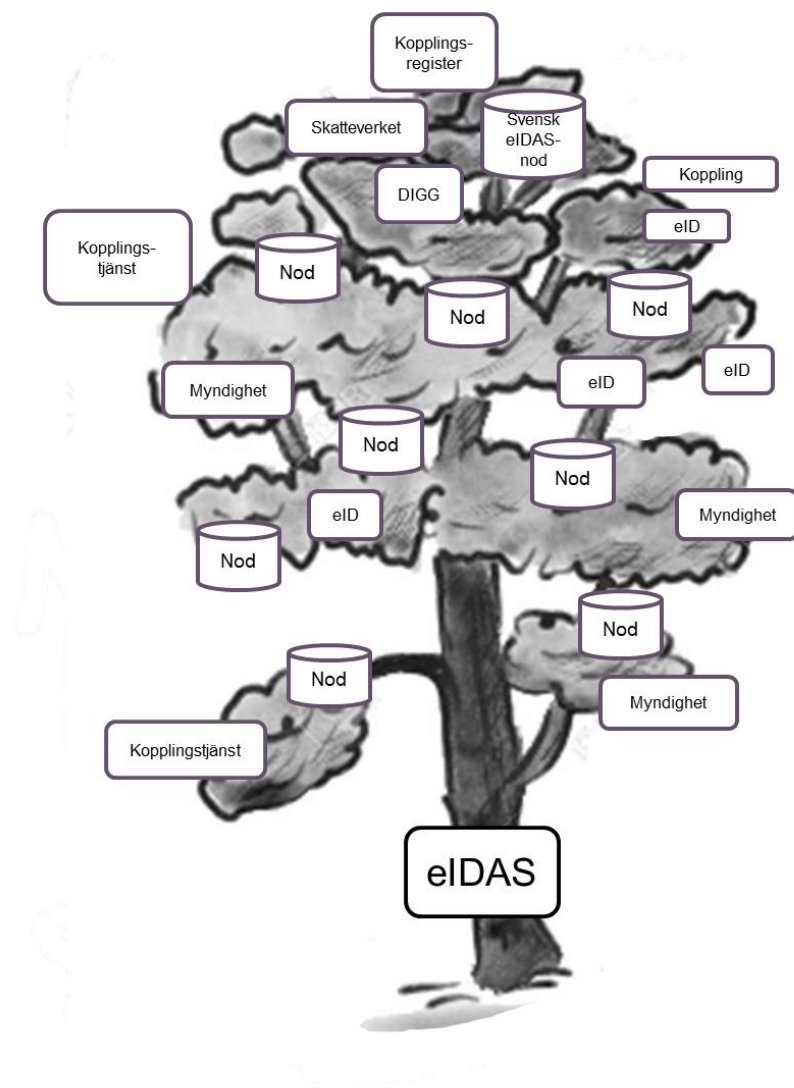 Kopplings-
register
Skatteverket
Svensk
eIDAS-
nod
Koppling
DIGG
eID
Kopplings-
tjänst
Nod
Nod
Nod
eID
eID
Myndighet
Nod
Nod
eID
Myndighet
Nod
Nod
Nod
Myndighet
Kopplingstjänst
eIDAS